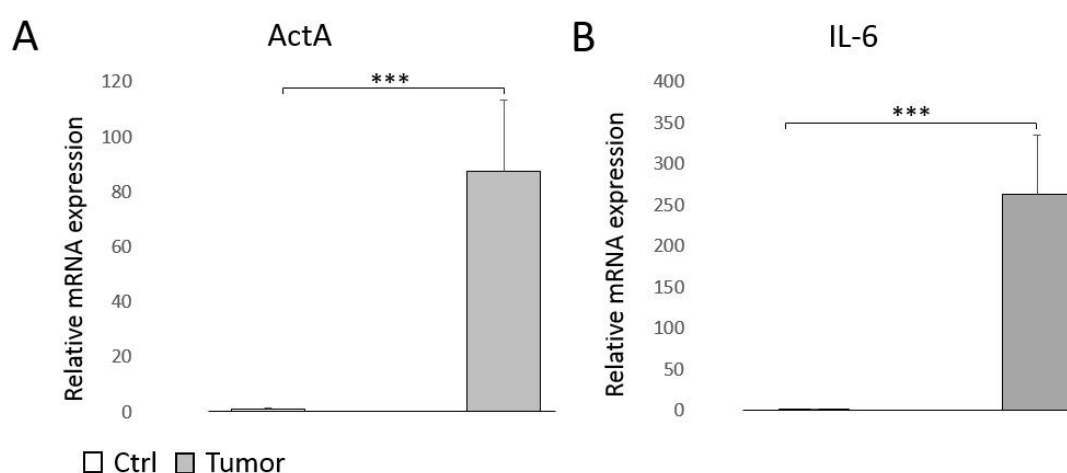 A
ActA
Relative mRNA expression
120
100
80
60
40
20
0
***
Ctrl
Tumor
B
IL-6
Relative mRNA expression
400
350
300
250
200
150
100
50
0
***